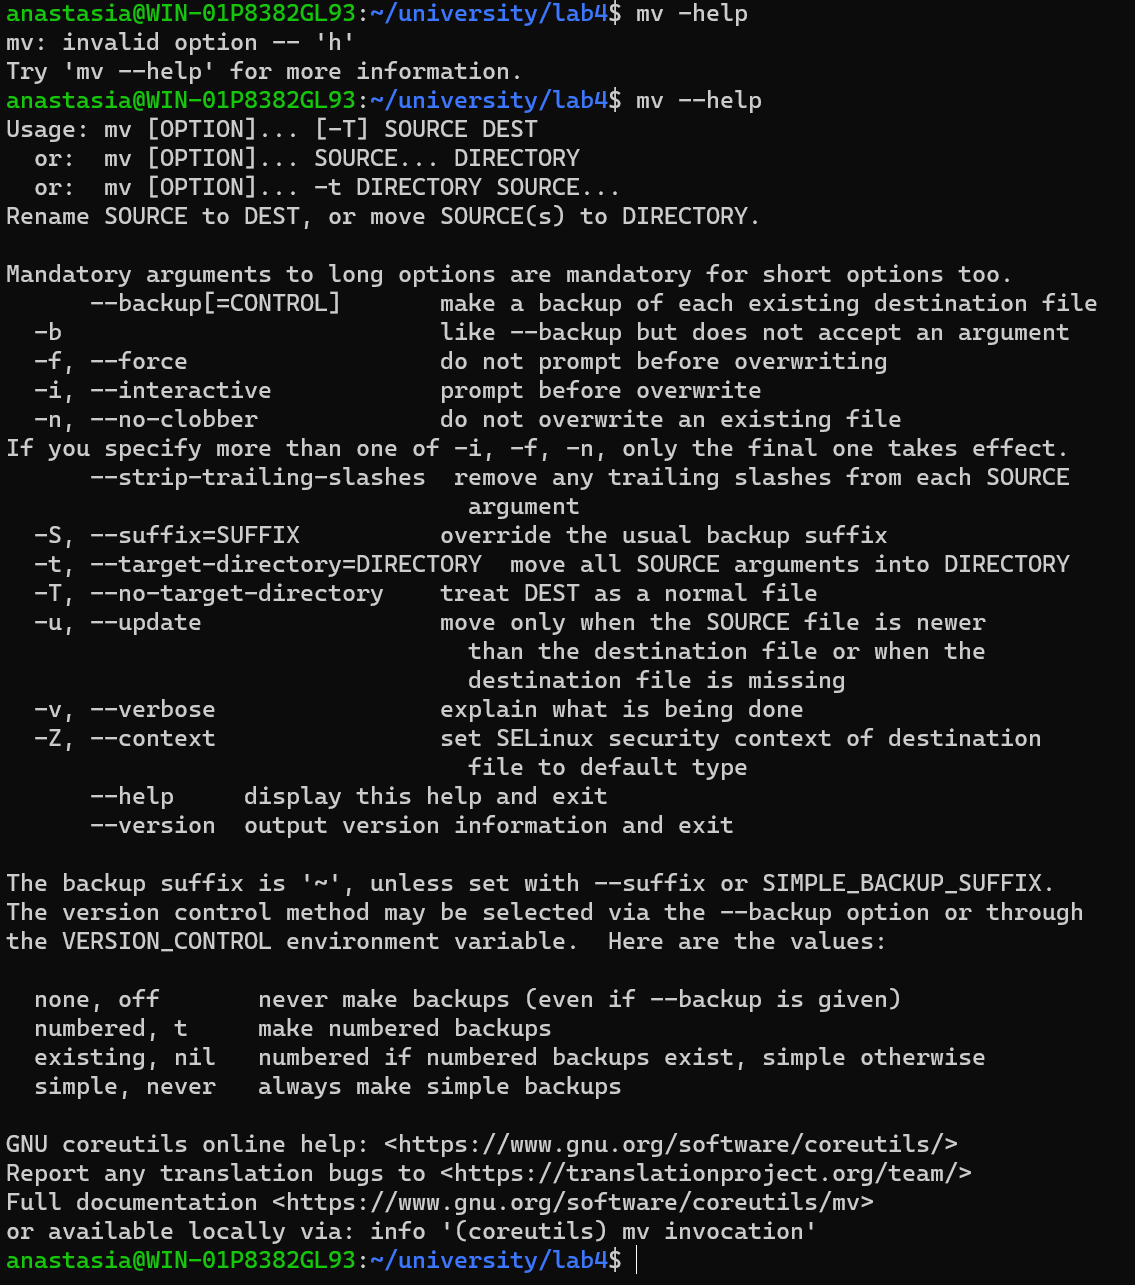 anastasia@WIN-01P8382GL93:~/university/lab4$ mv -help
mv: invalid option -- 'h'
Try 'mv --help' for more information.
anastasia@WIN-01P8382GL93:~/university/lab4$ mv --help
Usage: mv [OPTION]... [-T] SOURCE DEST
  or:  mv [OPTION]... SOURCE... DIRECTORY
  or:  mv [OPTION]... -t DIRECTORY SOURCE...
Rename SOURCE to DEST, or move SOURCE(s) to DIRECTORY.

Mandatory arguments to long options are mandatory for short options too.
      --backup[=CONTROL]       make a backup of each existing destination file
  -b                           like --backup but does not accept an argument
  -f, --force                  do not prompt before overwriting
  -i, --interactive            prompt before overwrite
  -n, --no-clobber             do not overwrite an existing file
If you specify more than one of -i, -f, -n, only the final one takes effect.
      --strip-trailing-slashes  remove any trailing slashes from each SOURCE
                                 argument
  -S, --suffix=SUFFIX          override the usual backup suffix
  -t, --target-directory=DIRECTORY  move all SOURCE arguments into DIRECTORY
  -T, --no-target-directory    treat DEST as a normal file
  -u, --update                 move only when the SOURCE file is newer
                                 than the destination file or when the
                                 destination file is missing
  -v, --verbose                explain what is being done
  -Z, --context                set SELinux security context of destination
                                 file to default type
      --help     display this help and exit
      --version  output version information and exit

The backup suffix is '~', unless set with --suffix or SIMPLE_BACKUP_SUFFIX.
The version control method may be selected via the --backup option or through
the VERSION_CONTROL environment variable.  Here are the values:

  none, off       never make backups (even if --backup is given)
  numbered, t     make numbered backups
  existing, nil   numbered if numbered backups exist, simple otherwise
  simple, never   always make simple backups

GNU coreutils online help: <https://www.gnu.org/software/coreutils/>
Report any translation bugs to <https://translationproject.org/team/>
Full documentation <https://www.gnu.org/software/coreutils/mv>
or available locally via: info '(coreutils) mv invocation'
anastasia@WIN-01P8382GL93:~/university/lab4$